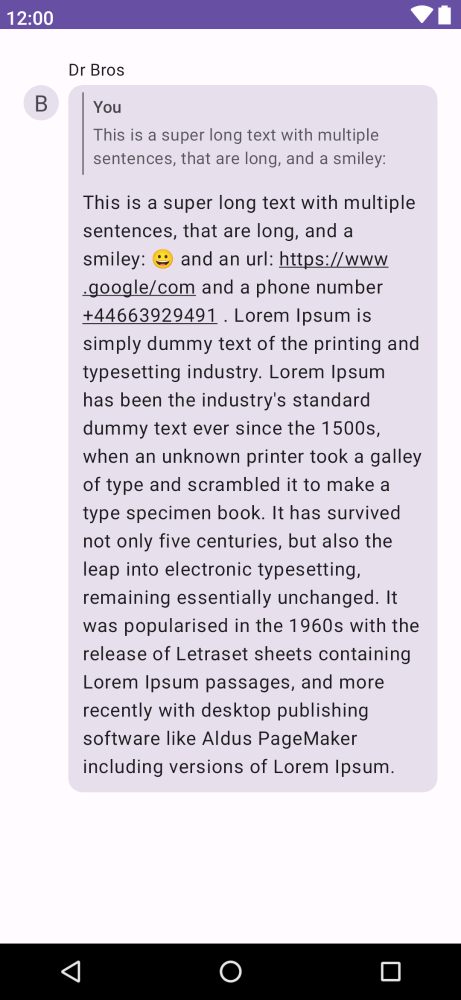 12:00
Dr Bros
B
You
This is a super long text with multiple
sentences, that are long, and a smiley:
This is a super long text with multiple
sentences, that are long, and a
smiley: 😀 and an url: https://www
.google/com and a phone number
+44663929491 . Lorem Ipsum is
simply dummy text of the printing and
typesetting industry. Lorem Ipsum
has been the industry's standard
dummy text ever since the 1500s,
when an unknown printer took a galley
of type and scrambled it to make a
type specimen book. It has survived
not only five centuries, but also the
leap into electronic typesetting,
remaining essentially unchanged. It
was popularised in the 1960s with the
release of Letraset sheets containing
Lorem Ipsum passages, and more
recently with desktop publishing
software like Aldus PageMaker
including versions of Lorem Ipsum.